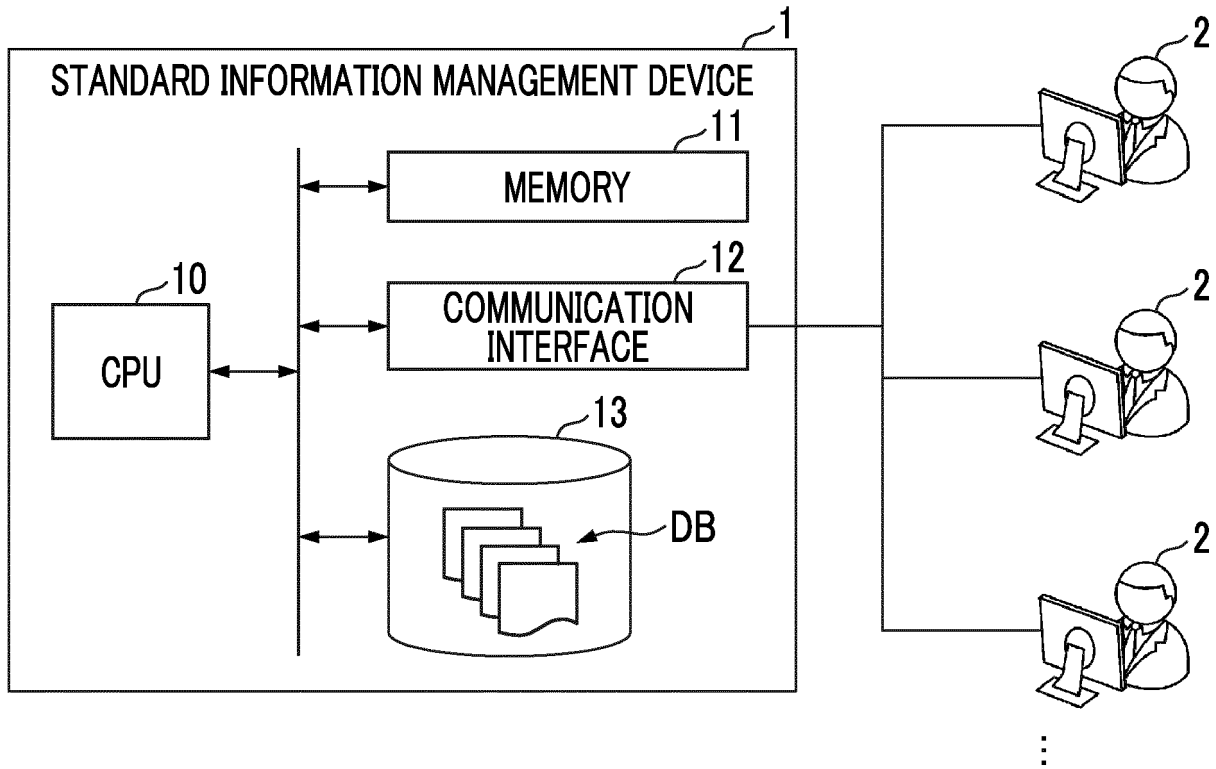 1
STANDARD INFORMATION MANAGEMENT DEVICE
2
11
MEMORY
12
COMMUNICATION
INTERFACE
10
CPU
2
13
DB
2
⋮